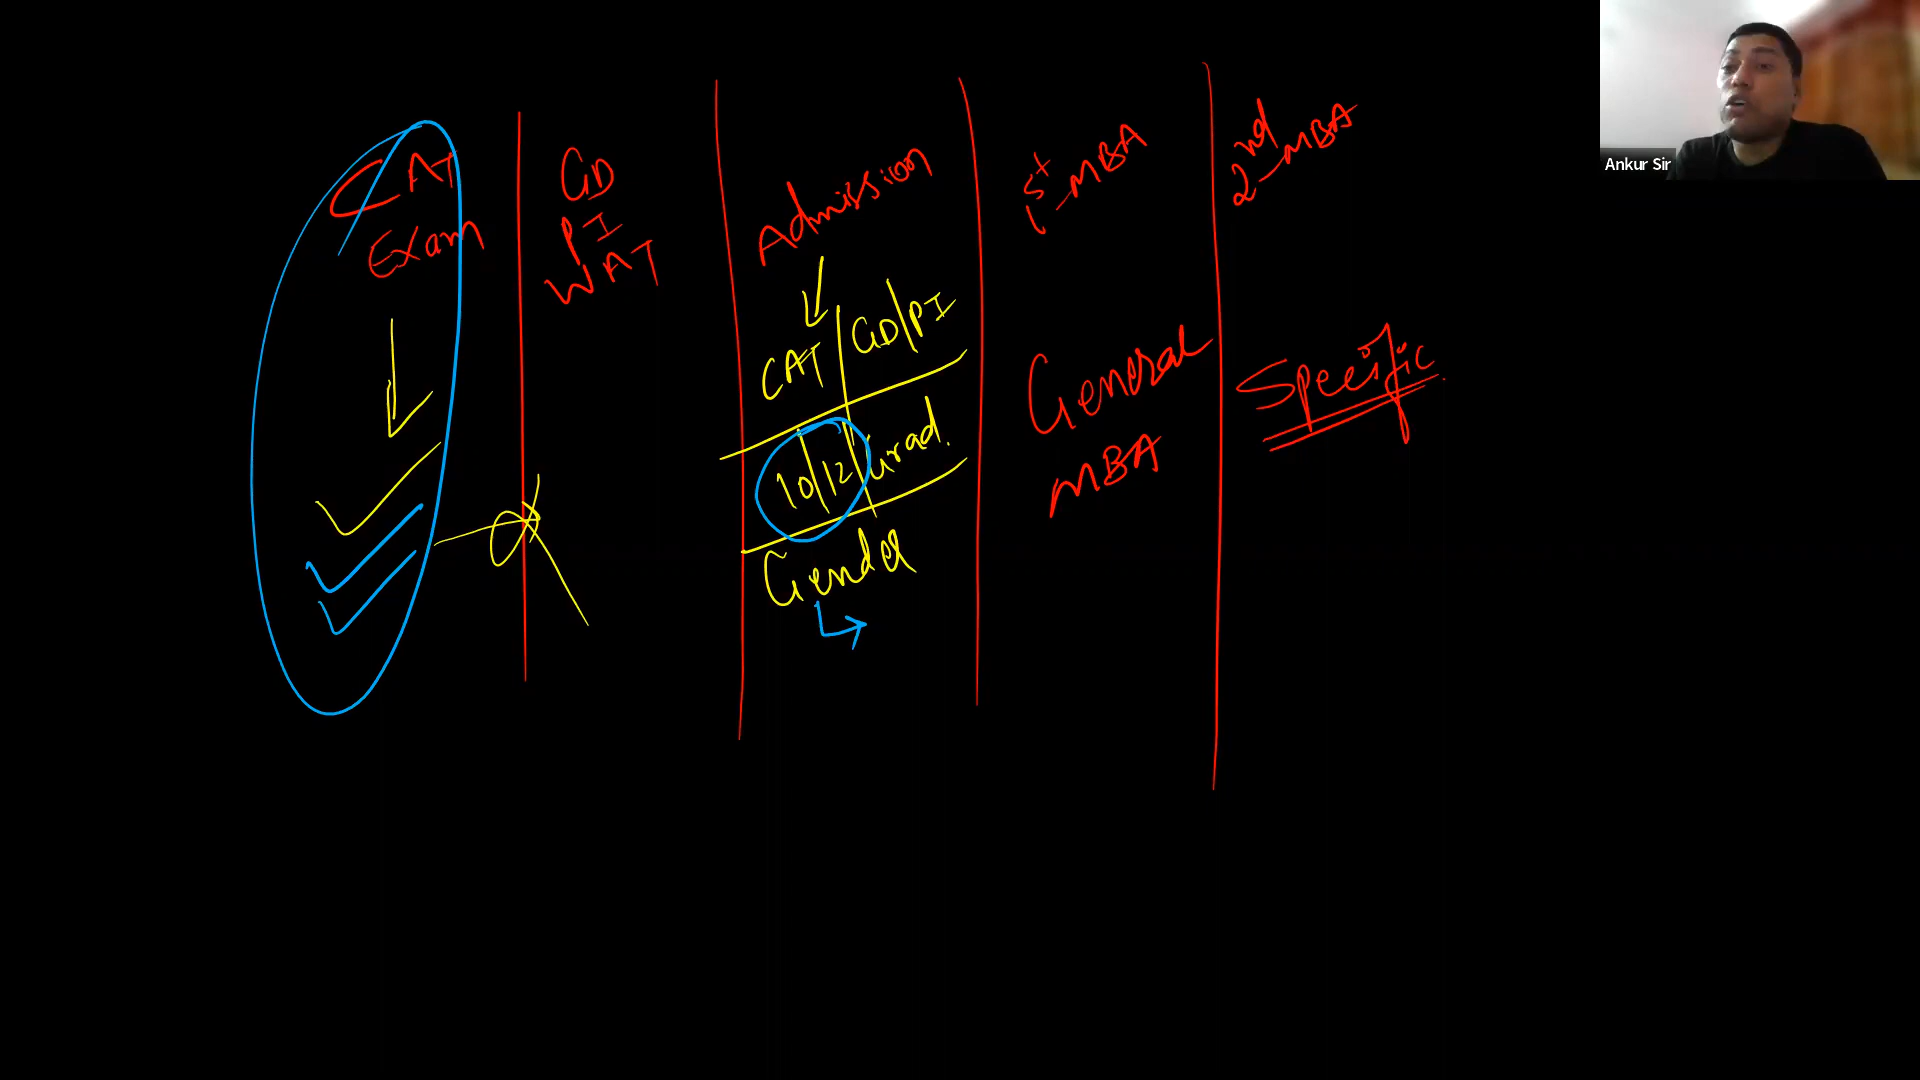 CAT
Exam
GD
PI
WAT
Admission
CAT/GD/PI
10/12/Grad.
Gender
1st MBA
General
MBA
2nd MBA
Specific
Ankur Sir